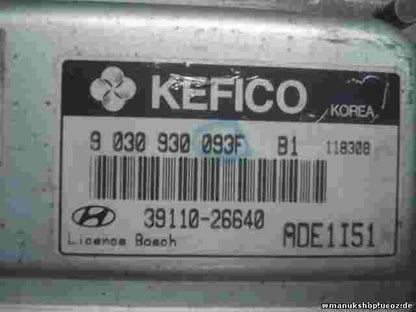 KEFICO
KOREA
9 030 930 093F B1 118308
39110-26640
Licence Bosch ADE1I51
wmanukshop!ucoz:de